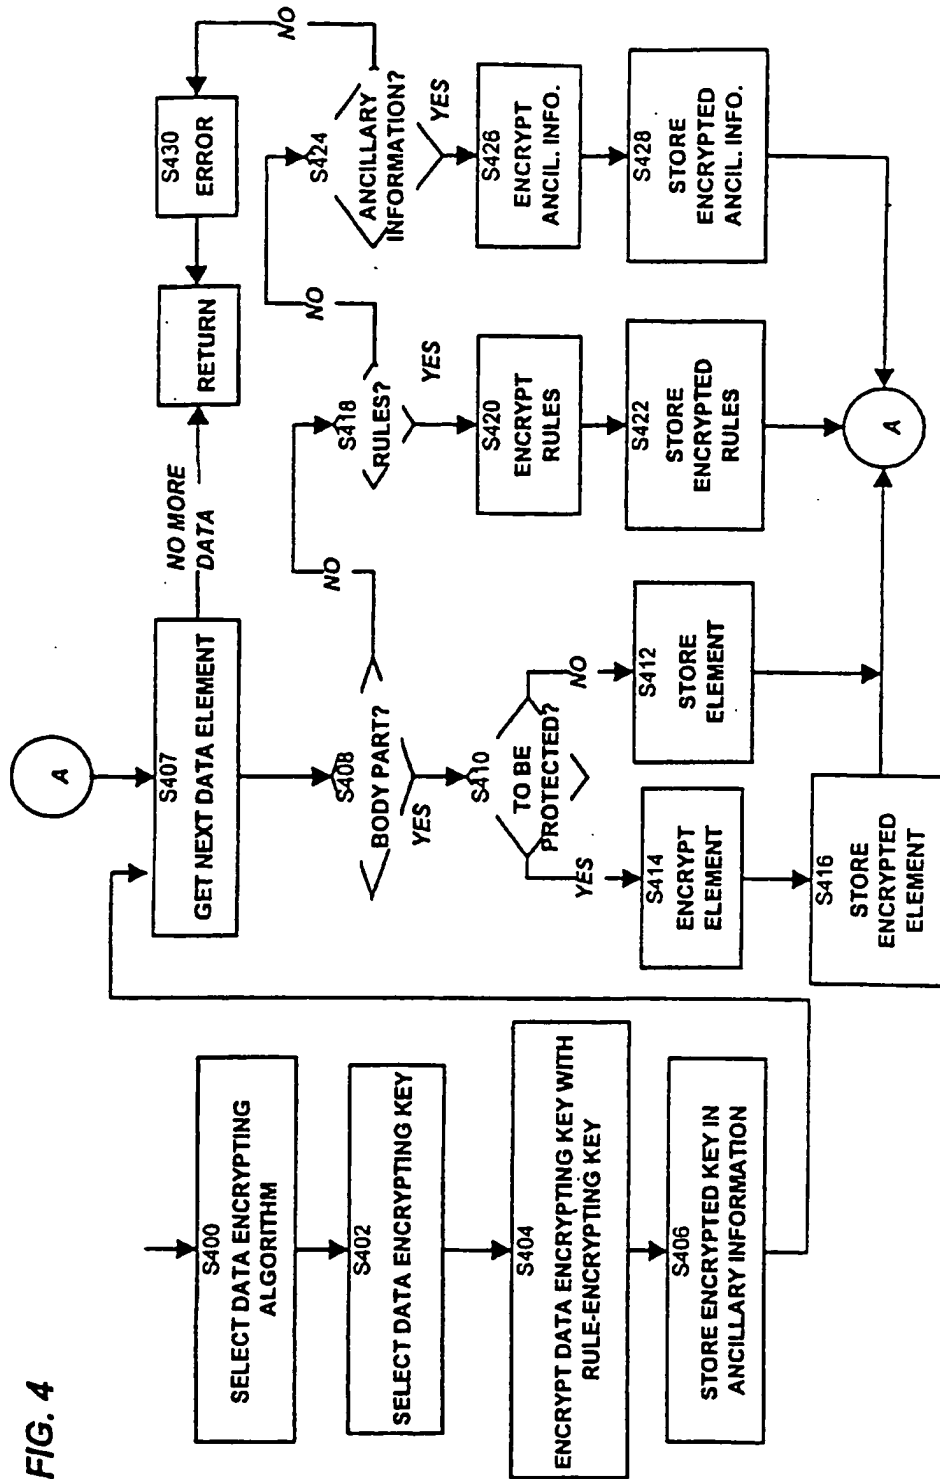 FIG. 4
S400
SELECT DATA ENCRYPTING
ALGORITHM
S402
SELECT DATA ENCRYPTING KEY
S404
ENCRYPT DATA ENCRYPTING KEY WITH
RULE-ENCRYPTING KEY
S406
STORE ENCRYPTED KEY IN
ANCILLARY INFORMATION
A
S407
GET NEXT DATA ELEMENT
NO MORE
DATA
RETURN
S430
ERROR
S408
BODY PART?
YES
NO
S410
TO BE
PROTECTED?
YES
NO
S414
ENCRYPT
ELEMENT
S416
STORE
ENCRYPTED
ELEMENT
S412
STORE
ELEMENT
S418
RULES?
YES
NO
S420
ENCRYPT
RULES
S422
STORE
ENCRYPTED
RULES
S424
ANCILLARY
INFORMATION?
YES
NO
S426
ENCRYPT
ANCIL. INFO.
S428
STORE
ENCRYPTED
ANCIL. INFO.
A